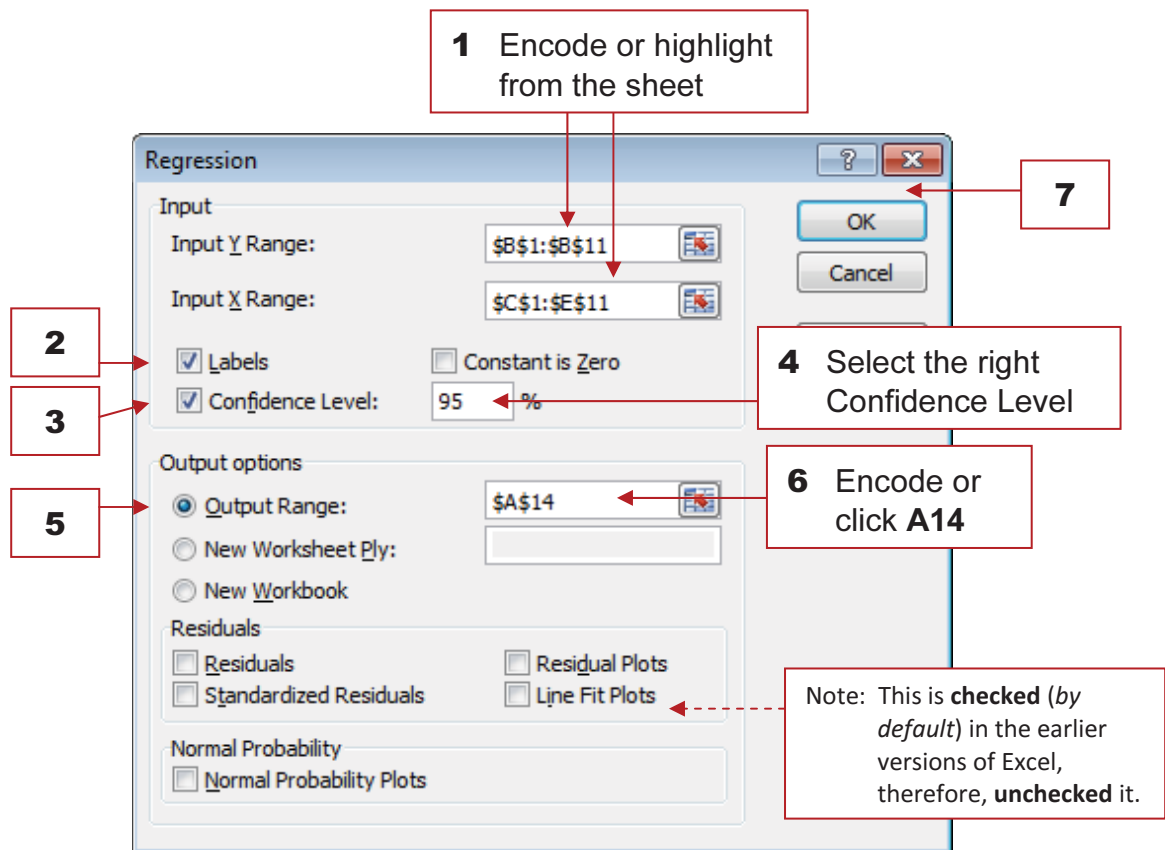 1 Encode or highlight
from the sheet
Regression
7
Input
Input Y Range:
$B$1:$B$11
OK
Cancel
Input X Range:
$C$1:$E$11
2
Labels
Constant is Zero
4 Select the right
Confidence Level
3
Confidence Level:
95
%
Output options
5
Output Range:
$A$14
6 Encode or
click A14
New Worksheet Ply:
New Workbook
Residuals
Residuals
Residual Plots
Standardized Residuals
Line Fit Plots
Note: This is checked (by
default) in the earlier
versions of Excel,
therefore, unchecked it.
Normal Probability
Normal Probability Plots